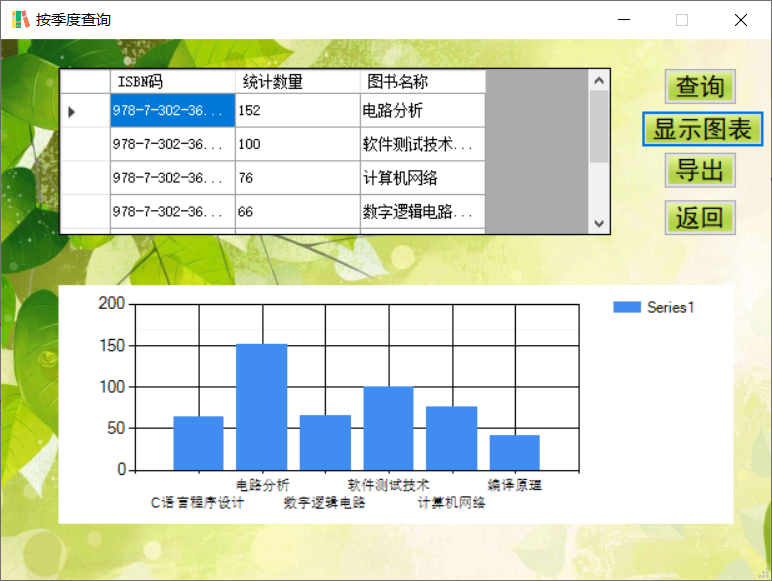 按季度查询
ISBN码 统计数量 图书名称
978-7-302-36... 152 电路分析
978-7-302-36... 100 软件测试技术...
978-7-302-36... 76 计算机网络
978-7-302-36... 66 数字逻辑电路...
查询
显示图表
导出
返回
200
150
100
50
0
Series1
电路分析 软件测试技术 编译原理
C语言程序设计 数字逻辑电路 计算机网络